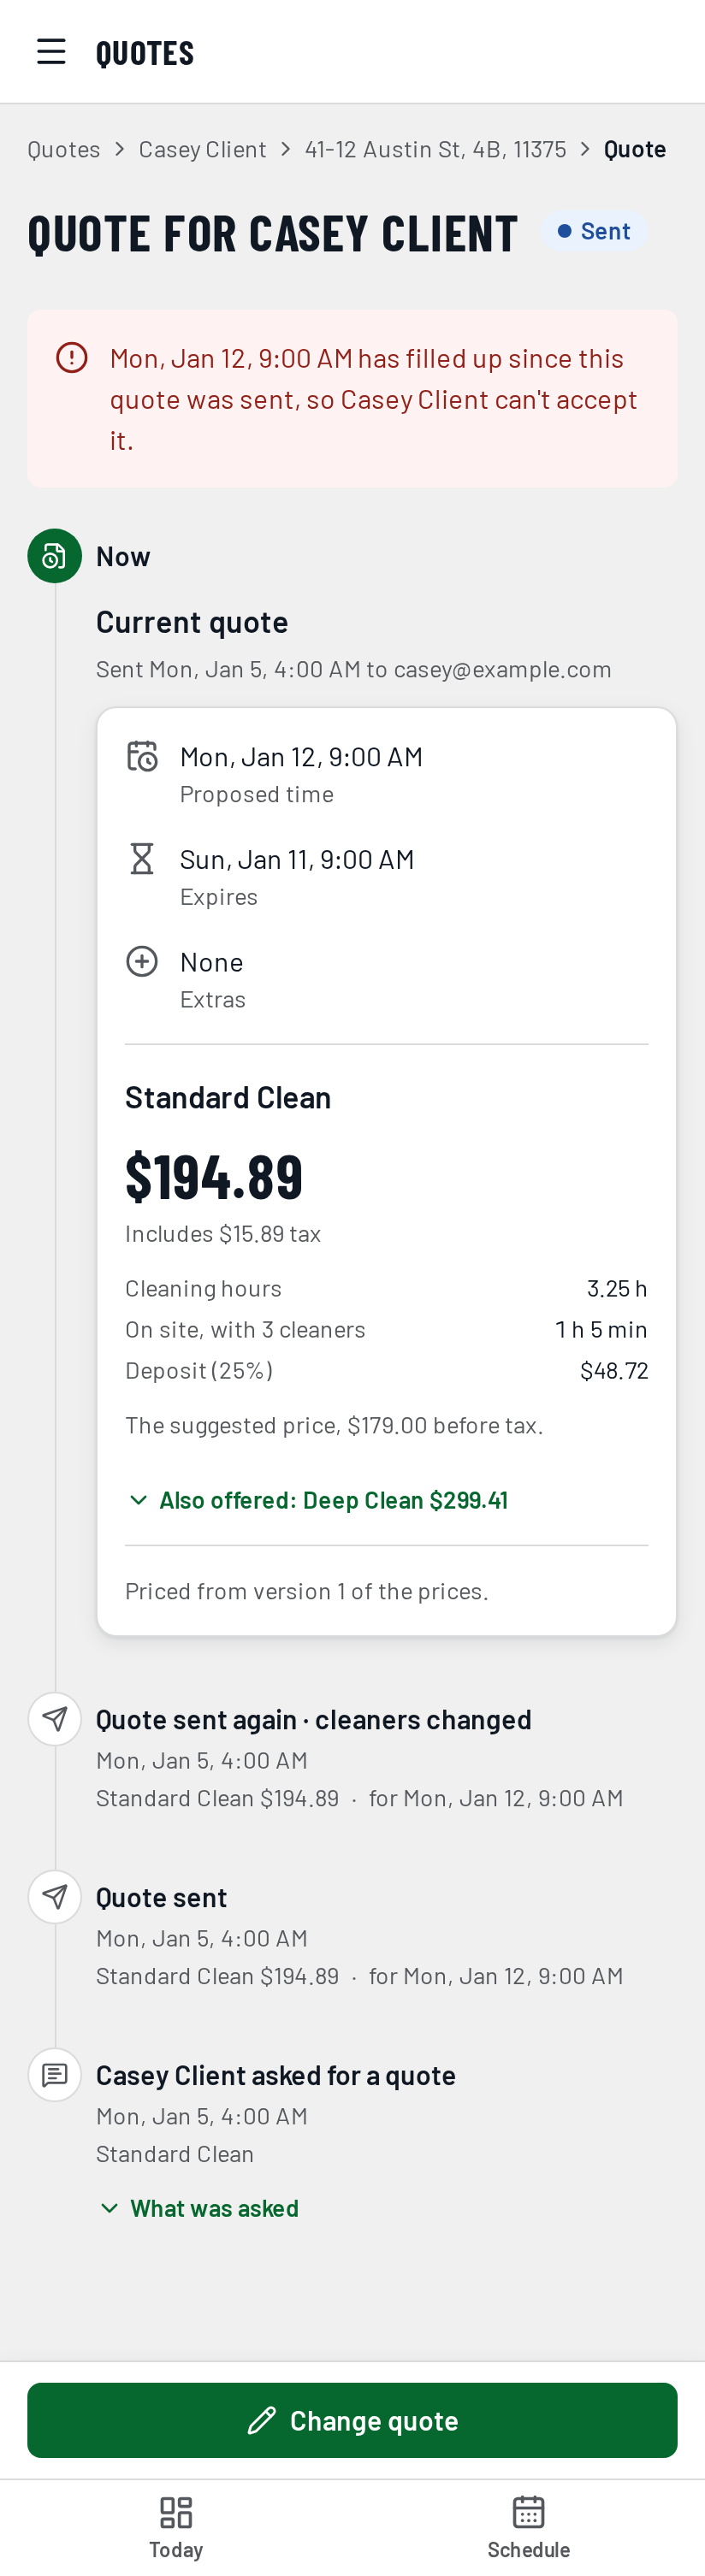 QUOTES
Quotes > Casey Client > 41-12 Austin St, 4B, 11375 > Quote
QUOTE FOR CASEY CLIENT
Sent
Mon, Jan 12, 9:00 AM has filled up since this
quote was sent, so Casey Client can't accept
it.
Now
Current quote
Sent Mon, Jan 5, 4:00 AM to casey@example.com
Mon, Jan 12, 9:00 AM
Proposed time
Sun, Jan 11, 9:00 AM
Expires
None
Extras
Standard Clean
$194.89
Includes $15.89 tax
Cleaning hours 3.25 h
On site, with 3 cleaners 1 h 5 min
Deposit (25%) $48.72
The suggested price, $179.00 before tax.
Also offered: Deep Clean $299.41
Priced from version 1 of the prices.
Quote sent again · cleaners changed
Mon, Jan 5, 4:00 AM
Standard Clean $194.89 · for Mon, Jan 12, 9:00 AM
Quote sent
Mon, Jan 5, 4:00 AM
Standard Clean $194.89 · for Mon, Jan 12, 9:00 AM
Casey Client asked for a quote
Mon, Jan 5, 4:00 AM
Standard Clean
What was asked
Change quote
Today Schedule